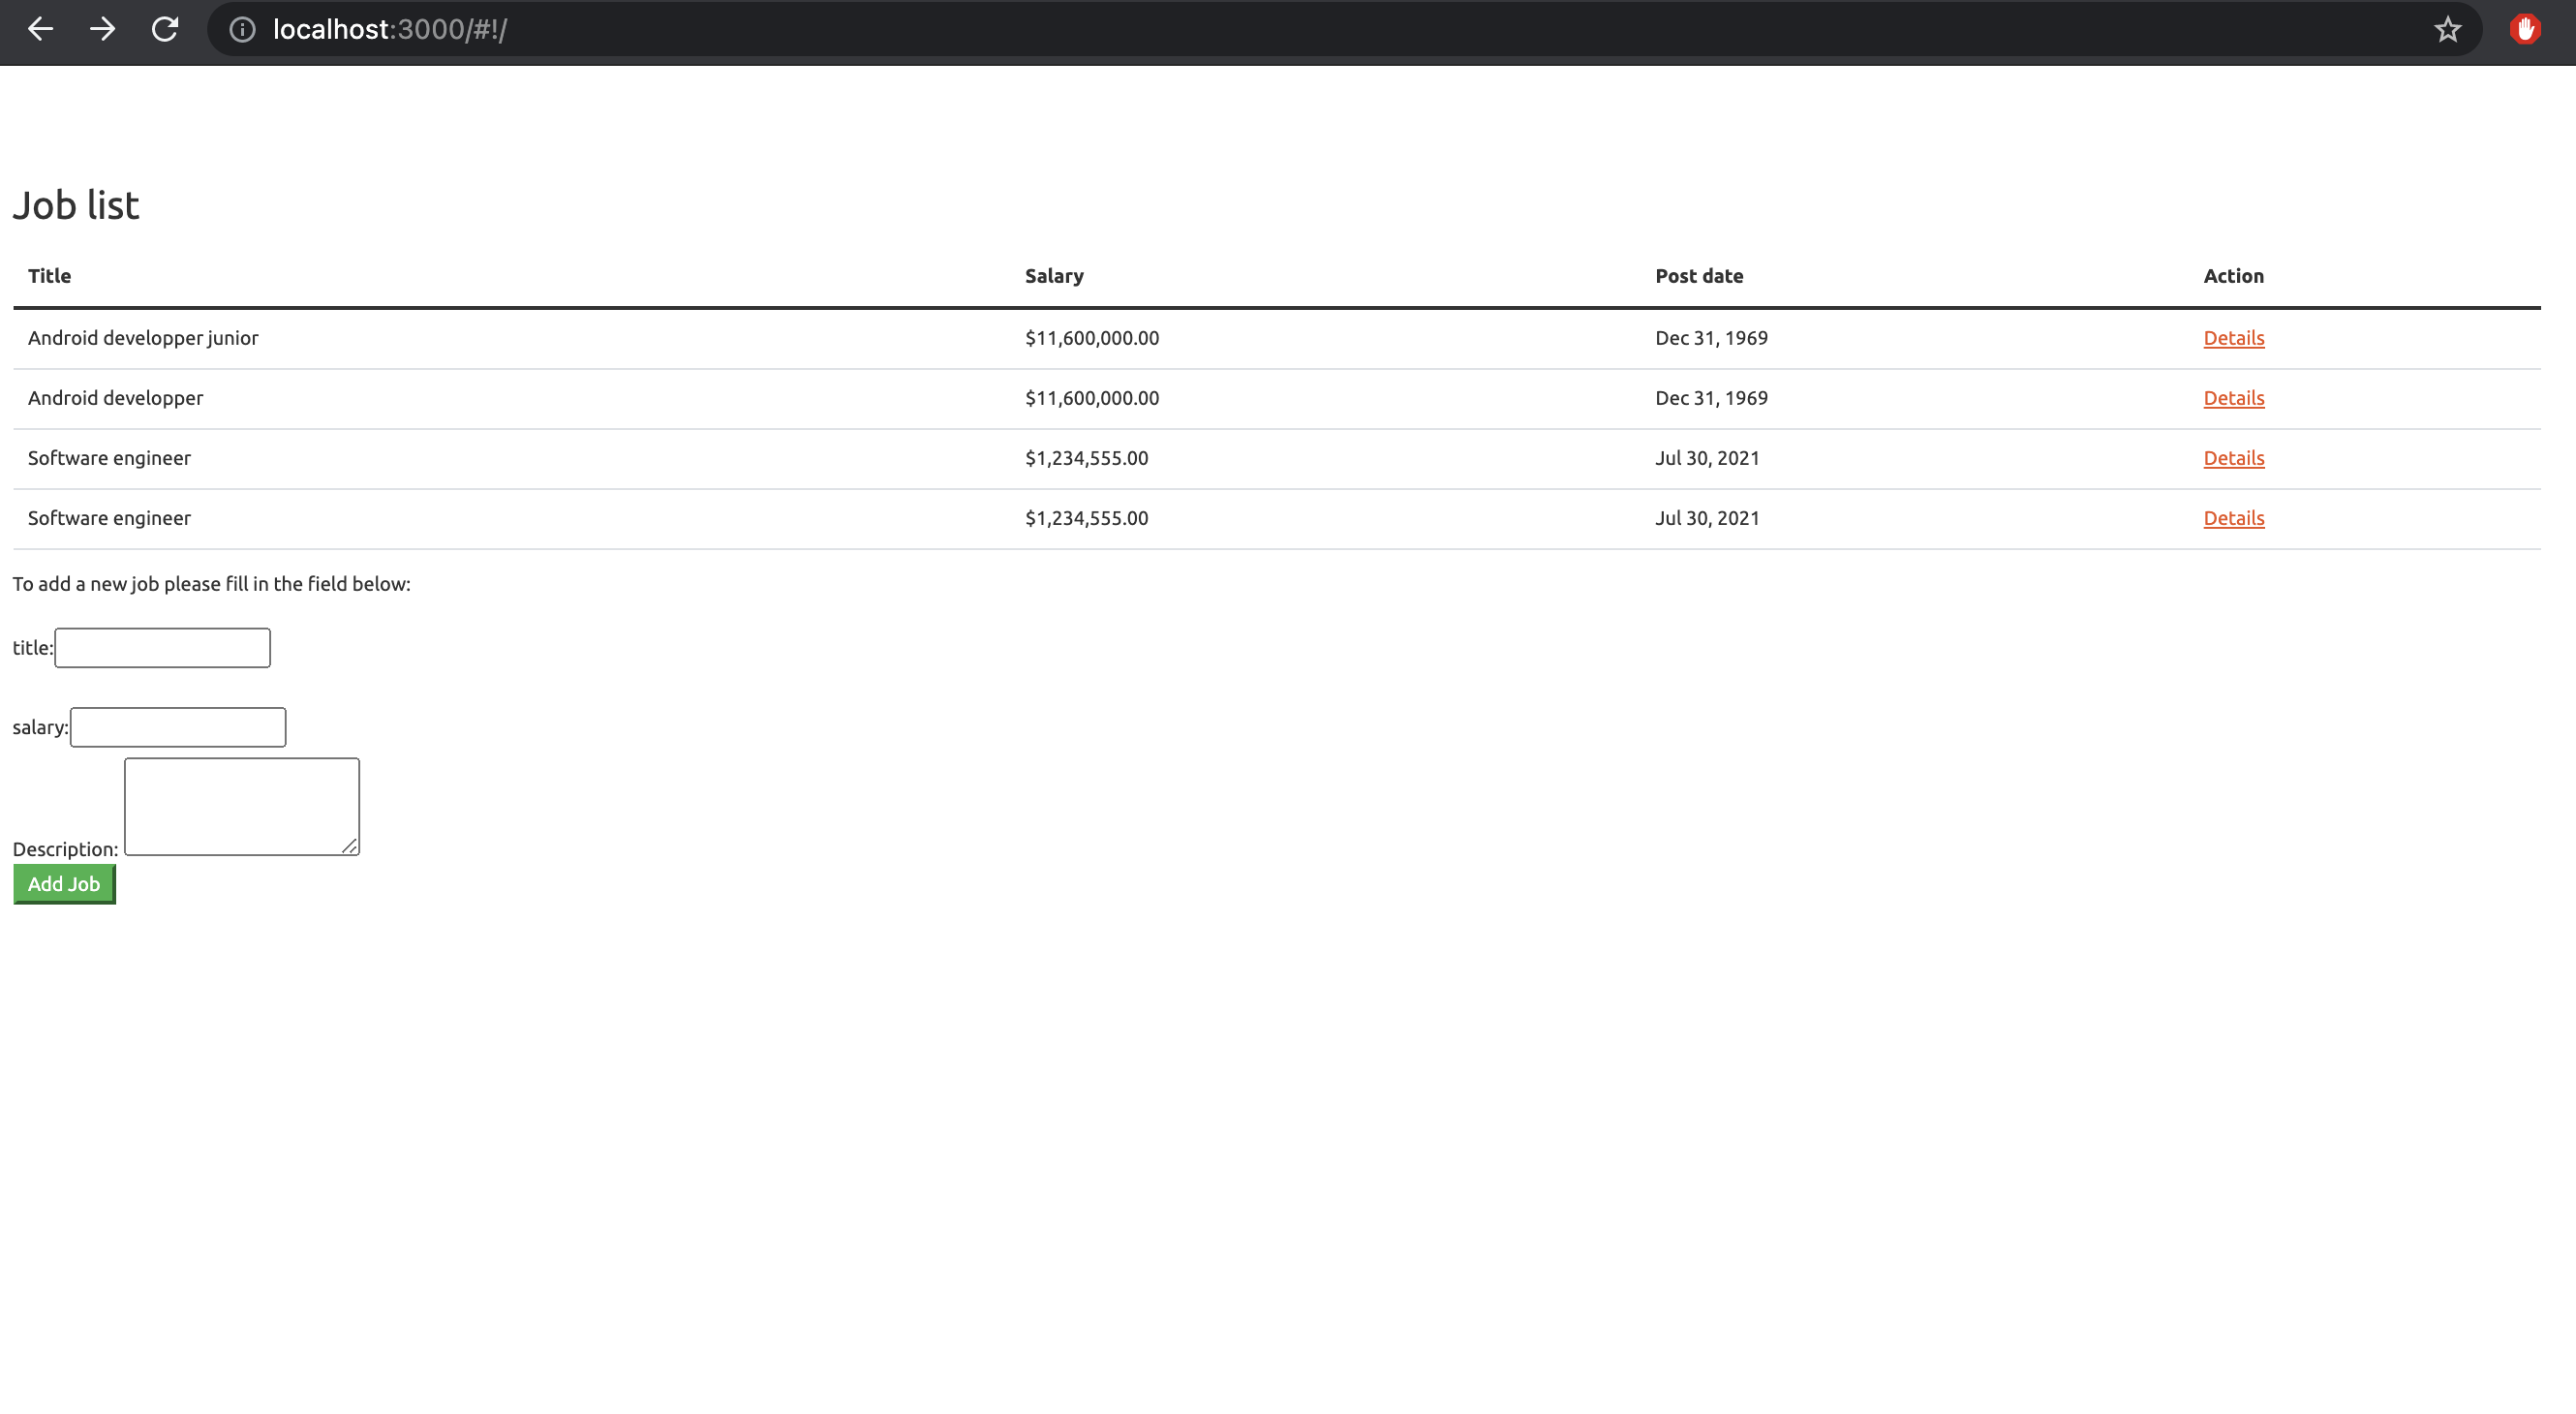 localhost:3000/#!/
Job list
Title Salary Post date Action
Android developper junior $11,600,000.00 Dec 31, 1969 Details
Android developper $11,600,000.00 Dec 31, 1969 Details
Software engineer $1,234,555.00 Jul 30, 2021 Details
Software engineer $1,234,555.00 Jul 30, 2021 Details
To add a new job please fill in the field below:
title:
salary:
Description:
Add Job